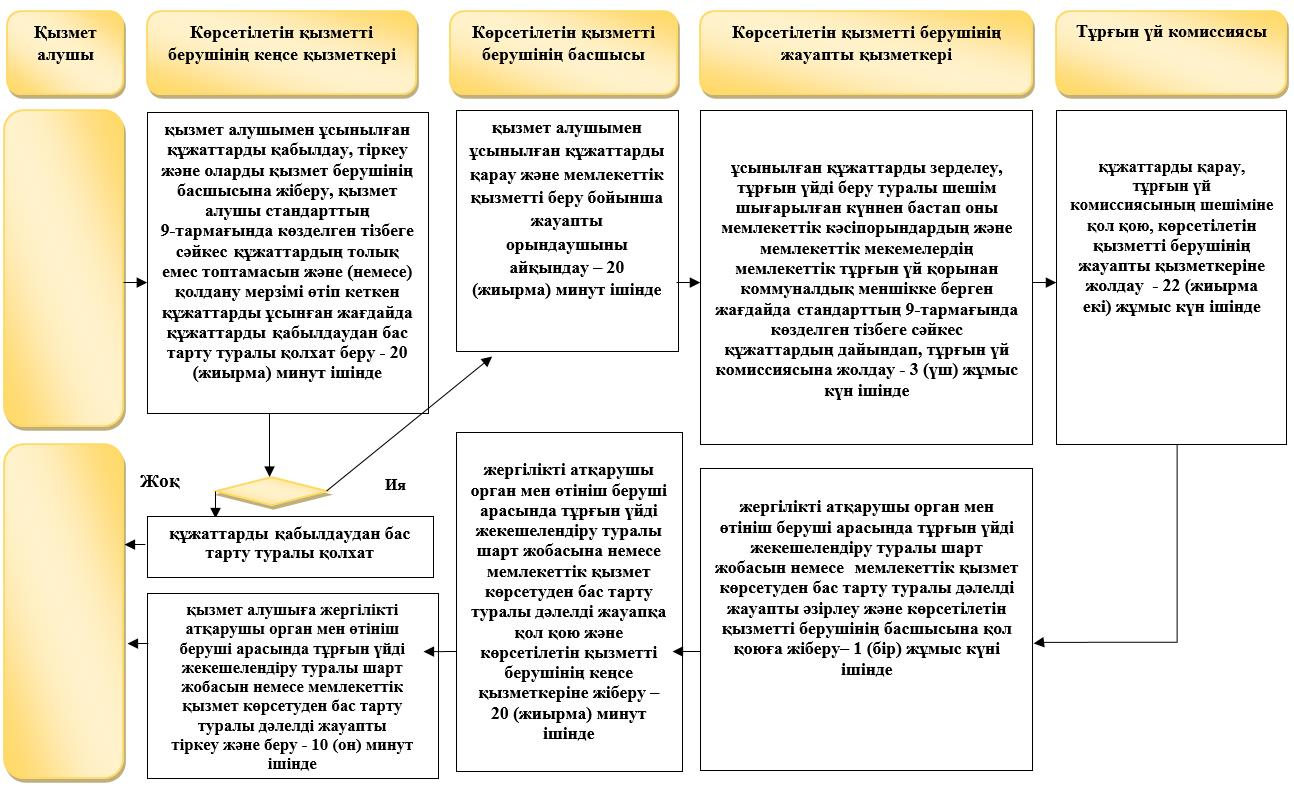 Қызмет
алушы
Көрсетілетін қызметті
берушінің кеңсе қызметкері
Көрсетілетін қызметті
берушінің басшысы
Көрсетілетін қызметті берушінің
жауапты қызметкері
Тұрғын үй комиссиясы
қызмет алушымен ұсынылған
құжаттарды қабылдау, тіркеу
және оларды қызмет берушінің
басшысына жіберу, қызмет
алушы стандарттың
9-тармағында көзделген тізбеге
сәйкес құжаттардың толық
емес топтамасын және (немесе)
қолдану мерзімі өтіп кеткен
құжаттарды ұсынған жағдайда
құжаттарды қабылдаудан бас
тарту туралы қолхат беру - 20
(жиырма) минут ішінде
қызмет алушымен
ұсынылған құжаттарды
қарау және мемлекеттік
қызметті беру бойынша
жауапты
орындаушыны
айқындау – 20
(жиырма) минут ішінде
ұсынылған құжаттарды зерделеу,
тұрғын үйді беру туралы шешім
шығарылған күннен бастап оны
мемлекеттік кәсіпорындардың және
мемлекеттік мекемелердің
мемлекеттік тұрғын үй қорынан
коммуналдық меншікке берген
жағдайда стандарттың 9-тармағында
көзделген тізбеге сәйкес
құжаттардың дайындап, тұрғын үй
комиссиясына жолдау - 3 (үш) жұмыс
күн ішінде
құжаттарды қарау,
тұрғын үй
комиссиясының шешіміне
қол қою, көрсетілетін
қызметті берушінің
жауапты қызметкеріне
жолдау - 22 (жиырма
екі) жұмыс күн ішінде
Жоқ
Ия
құжаттарды қабылдаудан бас
тарту туралы қолхат
қызмет алушыға жергілікті
атқарушы орган мен өтініш
беруші арасында тұрғын үйді
жекешелендіру туралы шарт
жобасын немесе мемлекеттік
қызмет көрсетуден бас тарту
туралы дәлелді жауапты
тіркеу және беру - 10 (он) минут
ішінде
жергілікті атқарушы
орган мен өтініш беруші
арасында тұрғын үйді
жекешелендіру туралы
шарт жобасына немесе
мемлекеттік қызмет
көрсетуден бас тарту
туралы дәлелді жауапқа
қол қою және
көрсетілетін қызметті
берушінің кеңсе
қызметкеріне жіберу –
20 (жиырма) минут
ішінде
жергілікті атқарушы орган мен
өтініш беруші арасында тұрғын үйді
жекешелендіру туралы шарт
жобасын немесе мемлекеттік қызмет
көрсетуден бас тарту туралы дәлелді
жауапты әзірлеу және көрсетілетін
қызметті берушінің басшысына қол
қоюға жіберу– 1 (бір) жұмыс күні
ішінде